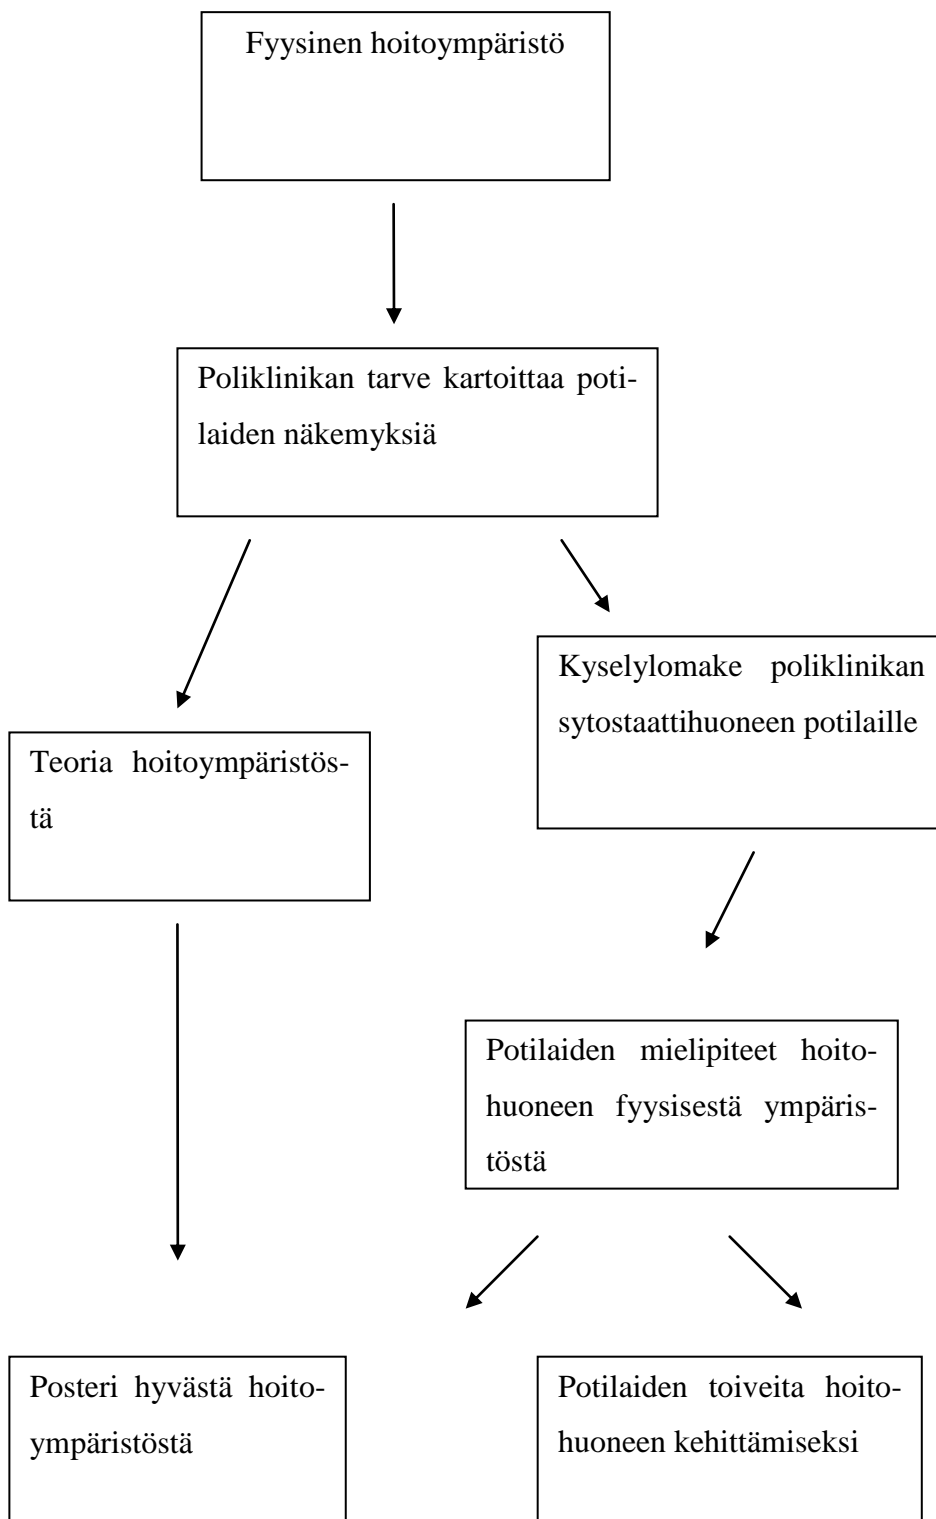 Fyysinen hoitoympäristö
Poliklinikan tarve kartoittaa poti-
laiden näkemyksiä
Kyselylomake poliklinikan
sytostaattihuoneen potilaille
Teoria hoitoympäristös-
tä
Potilaiden mielipiteet hoito-
huoneen fyysisestä ympäris-
töstä
Posteri hyvästä hoito-
ympäristöstä
Potilaiden toiveita hoito-
huoneen kehittämiseksi